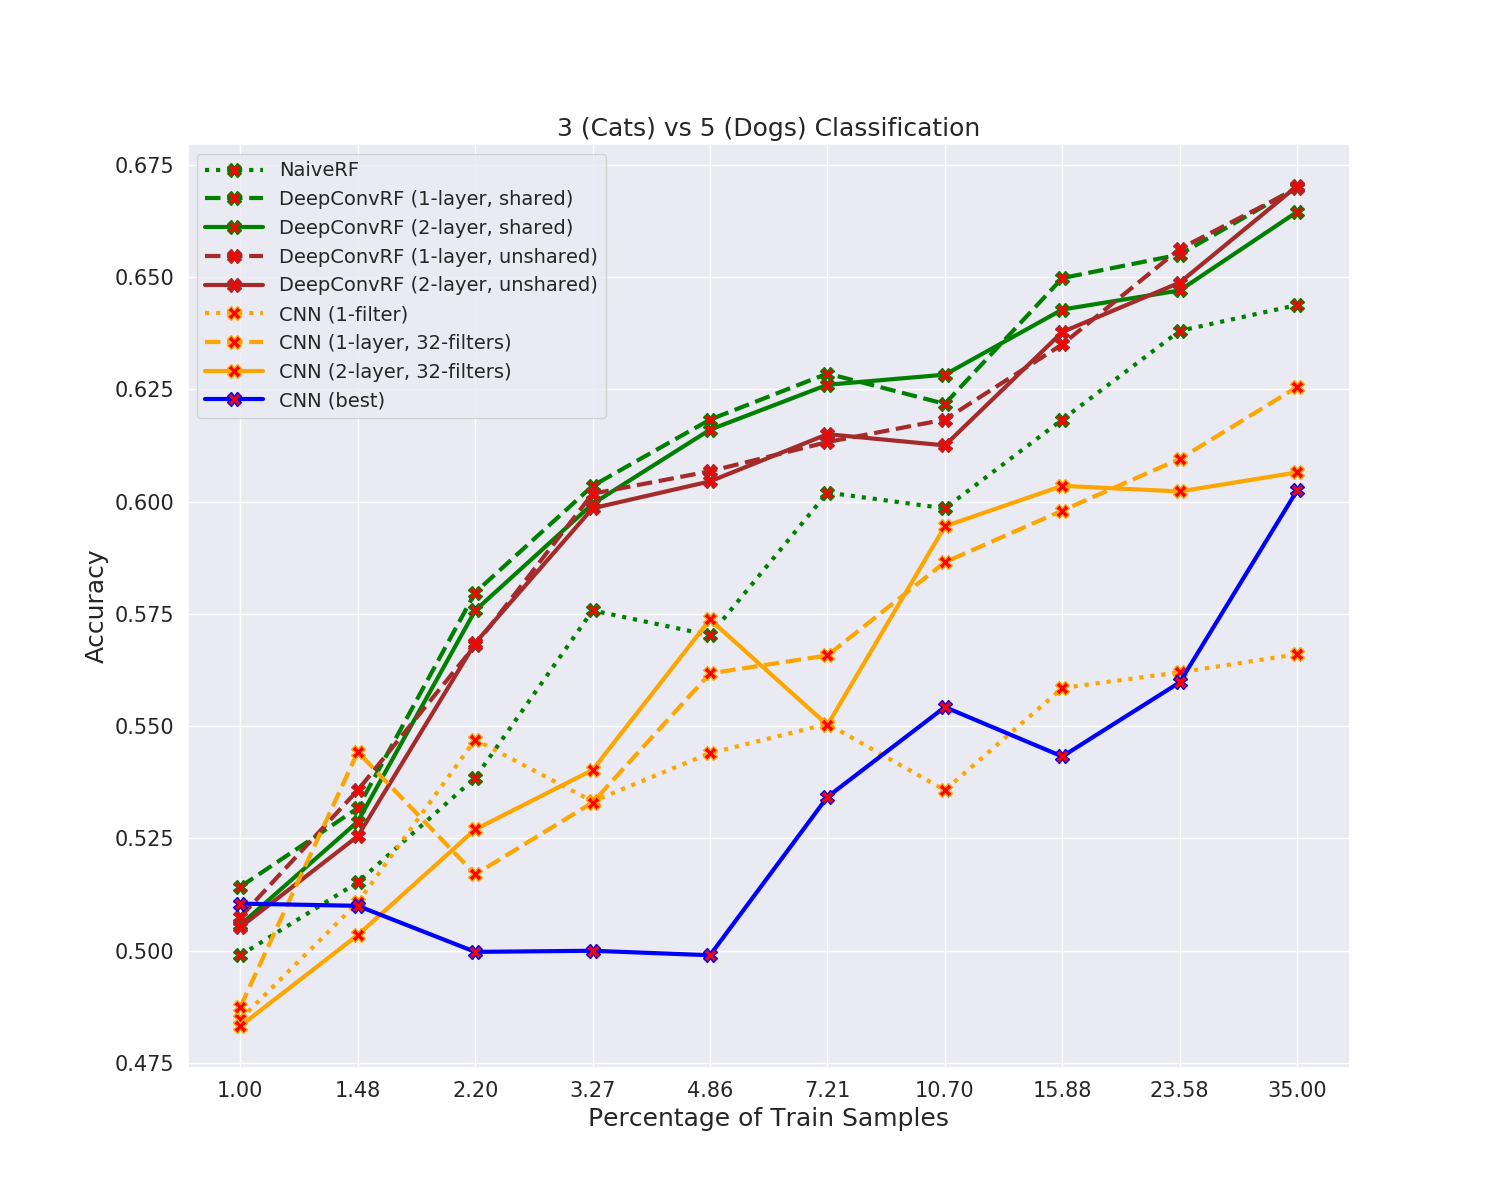 3 (Cats) vs 5 (Dogs) Classification
NaiveRF
DeepConvRF (1-layer, shared)
DeepConvRF (2-layer, shared)
DeepConvRF (1-layer, unshared)
DeepConvRF (2-layer, unshared)
CNN (1-filter)
CNN (1-layer, 32-filters)
CNN (2-layer, 32-filters)
CNN (best)
Accuracy
0.675
0.650
0.625
0.600
0.575
0.550
0.525
0.500
0.475
1.00 1.48 2.20 3.27 4.86 7.21 10.70 15.88 23.58 35.00
Percentage of Train Samples